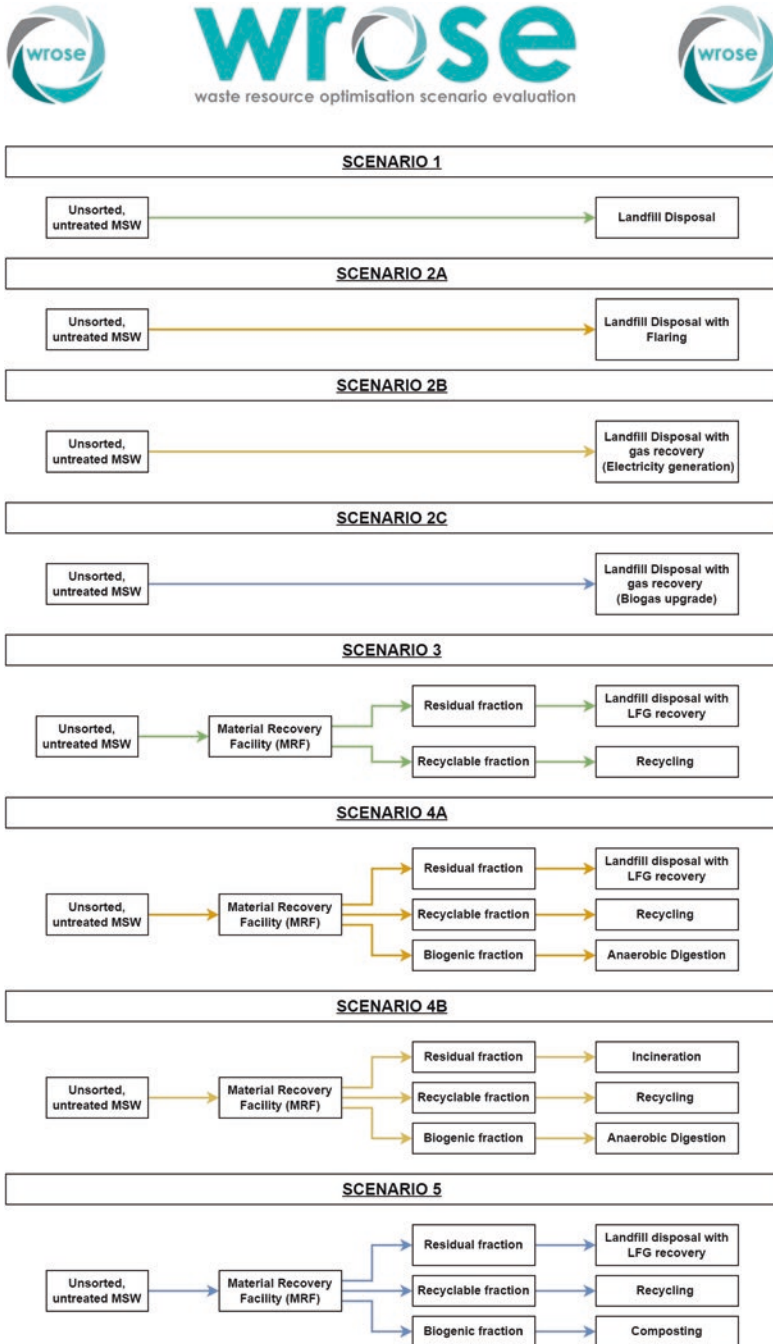 wrose
wrose
waste resource optimisation scenario evaluation
wrose
SCENARIO 1
Unsorted,
untreated MSW
Landfill Disposal
SCENARIO 2A
Unsorted,
untreated MSW
Landfill Disposal with
Flaring
SCENARIO 2B
Unsorted,
untreated MSW
Landfill Disposal with
gas recovery
(Electricity generation)
SCENARIO 2C
Unsorted,
untreated MSW
Landfill Disposal with
gas recovery
(Biogas upgrade)
SCENARIO 3
Unsorted,
untreated MSW
Material Recovery
Facility (MRF)
Residual fraction
Landfill disposal with
LFG recovery
Recyclable fraction
Recycling
SCENARIO 4A
Unsorted,
untreated MSW
Material Recovery
Facility (MRF)
Residual fraction
Landfill disposal with
LFG recovery
Recyclable fraction
Recycling
Biogenic fraction
Anaerobic Digestion
SCENARIO 4B
Unsorted,
untreated MSW
Material Recovery
Facility (MRF)
Residual fraction
Incineration
Recyclable fraction
Recycling
Biogenic fraction
Anaerobic Digestion
SCENARIO 5
Unsorted,
untreated MSW
Material Recovery
Facility (MRF)
Residual fraction
Landfill disposal with
LFG recovery
Recyclable fraction
Recycling
Biogenic fraction
Composting